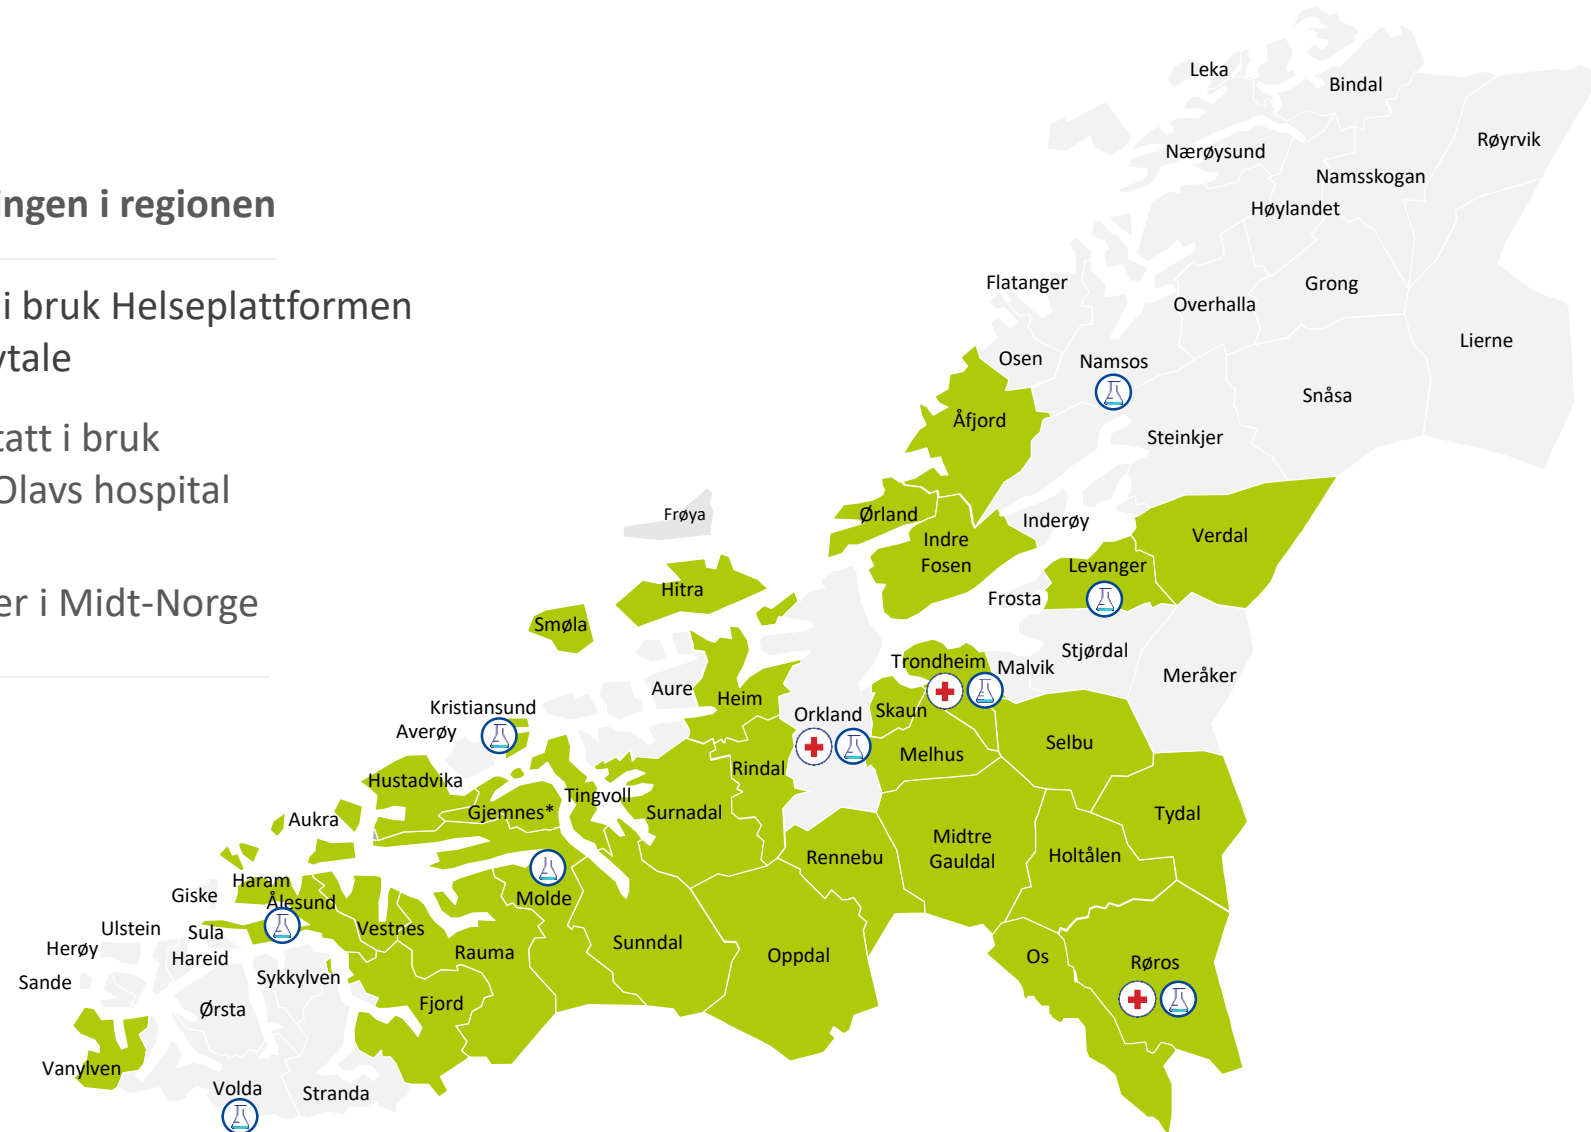 ingen i regionen
i bruk Helseplattformen
vtale
tatt i bruk
Olavs hospital
er i Midt-Norge
Leka
Bindal
Røyrvik
Nærøysund
Namsskogan
Høylandet
Flatanger
Grong
Overhalla
Lierne
Osen
Namsos
Snåsa
Åfjord
Steinkjer
Frøya
Ørland
Inderøy
Verdal
Indre
Fosen
Levanger
Hitra
Frosta
Smøla
Stjørdal
Trondheim
Malvik
Meråker
Aure
Heim
Kristiansund
Orkland
Skaun
Averøy
Selbu
Melhus
Rindal
Hustadvika
Tingvoll
Gjemnes*
Surnadal
Tydal
Aukra
Midtre
Gauldal
Holtålen
Rennebu
Haram
Giske
Ålesund
Molde
Ulstein
Sula
Vestnes
Herøy
Hareid
Rauma
Sunndal
Oppdal
Os
Røros
Sande
Sykkylven
Ørsta
Fjord
Vanylven
Volda
Stranda